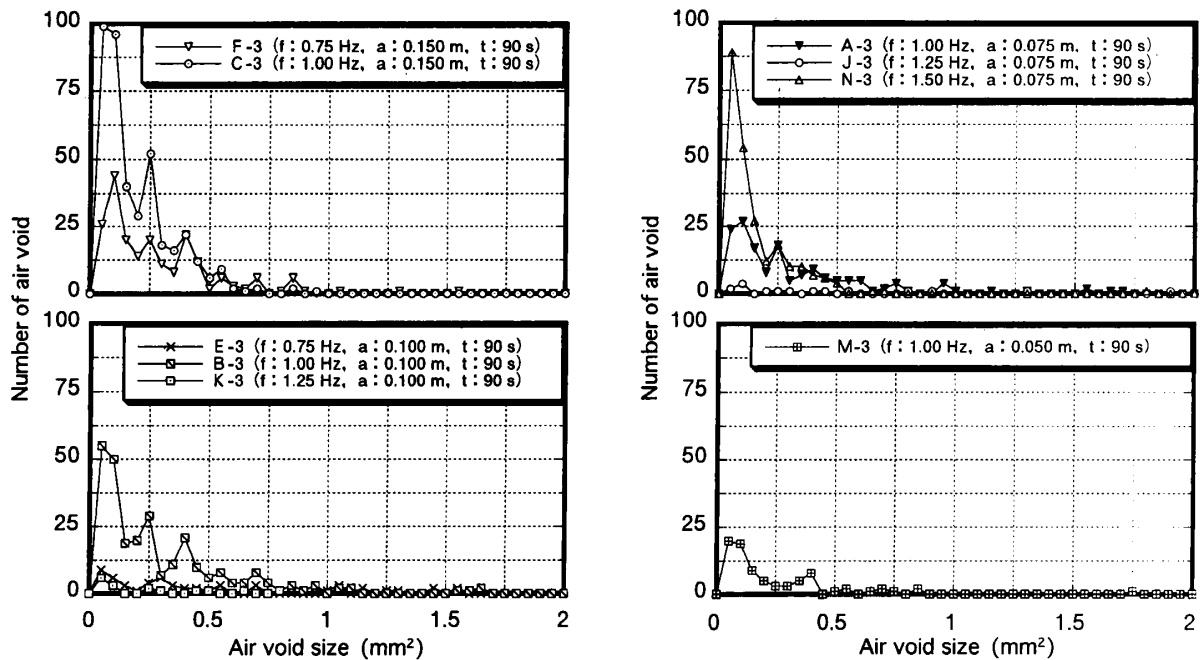 Number of air void
100
75
50
25
0
F-3 (f : 0.75 Hz, a : 0.150 m, t : 90 s)
C-3 (f : 1.00 Hz, a : 0.150 m, t : 90 s)
100
75
50
25
0
E-3 (f : 0.75 Hz, a : 0.100 m, t : 90 s)
B-3 (f : 1.00 Hz, a : 0.100 m, t : 90 s)
K-3 (f : 1.25 Hz, a : 0.100 m, t : 90 s)
0 0.5 1 1.5 2
Air void size (mm²)
Number of air void
100
75
50
25
0
A-3 (f : 1.00 Hz, a : 0.075 m, t : 90 s)
J-3 (f : 1.25 Hz, a : 0.075 m, t : 90 s)
N-3 (f : 1.50 Hz, a : 0.075 m, t : 90 s)
100
75
50
25
0
M-3 (f : 1.00 Hz, a : 0.050 m, t : 90 s)
0 0.5 1 1.5 2
Air void size (mm²)